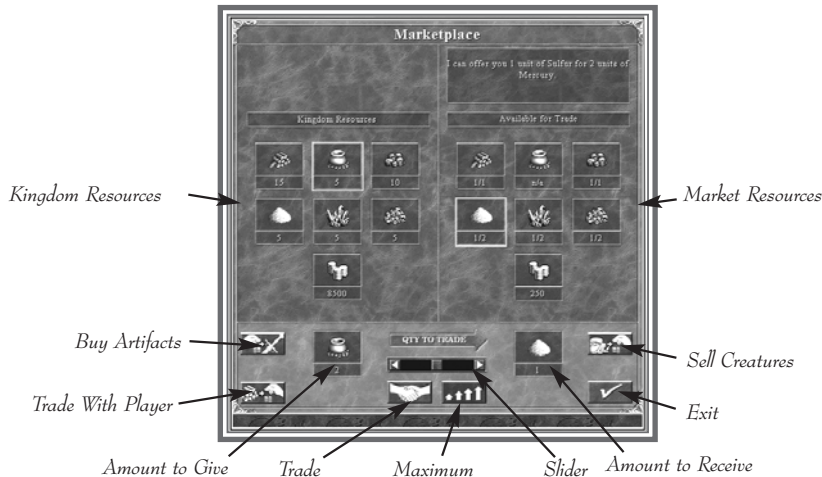 Marketplace
I can offer you 1 unit of Sulfur for 2 units of
Mercury.
Kingdom Resources
Available for Trade
15
5
10
1/1
n/a
1/1
Kingdom Resources
Market Resources
5
5
5
1/2
1/2
1/2
8500
250
Buy Artifacts
QTY TO TRADE
Sell Creatures
2
1
Trade With Player
Exit
Amount to Give
Trade
Maximum
Slider
Amount to Receive